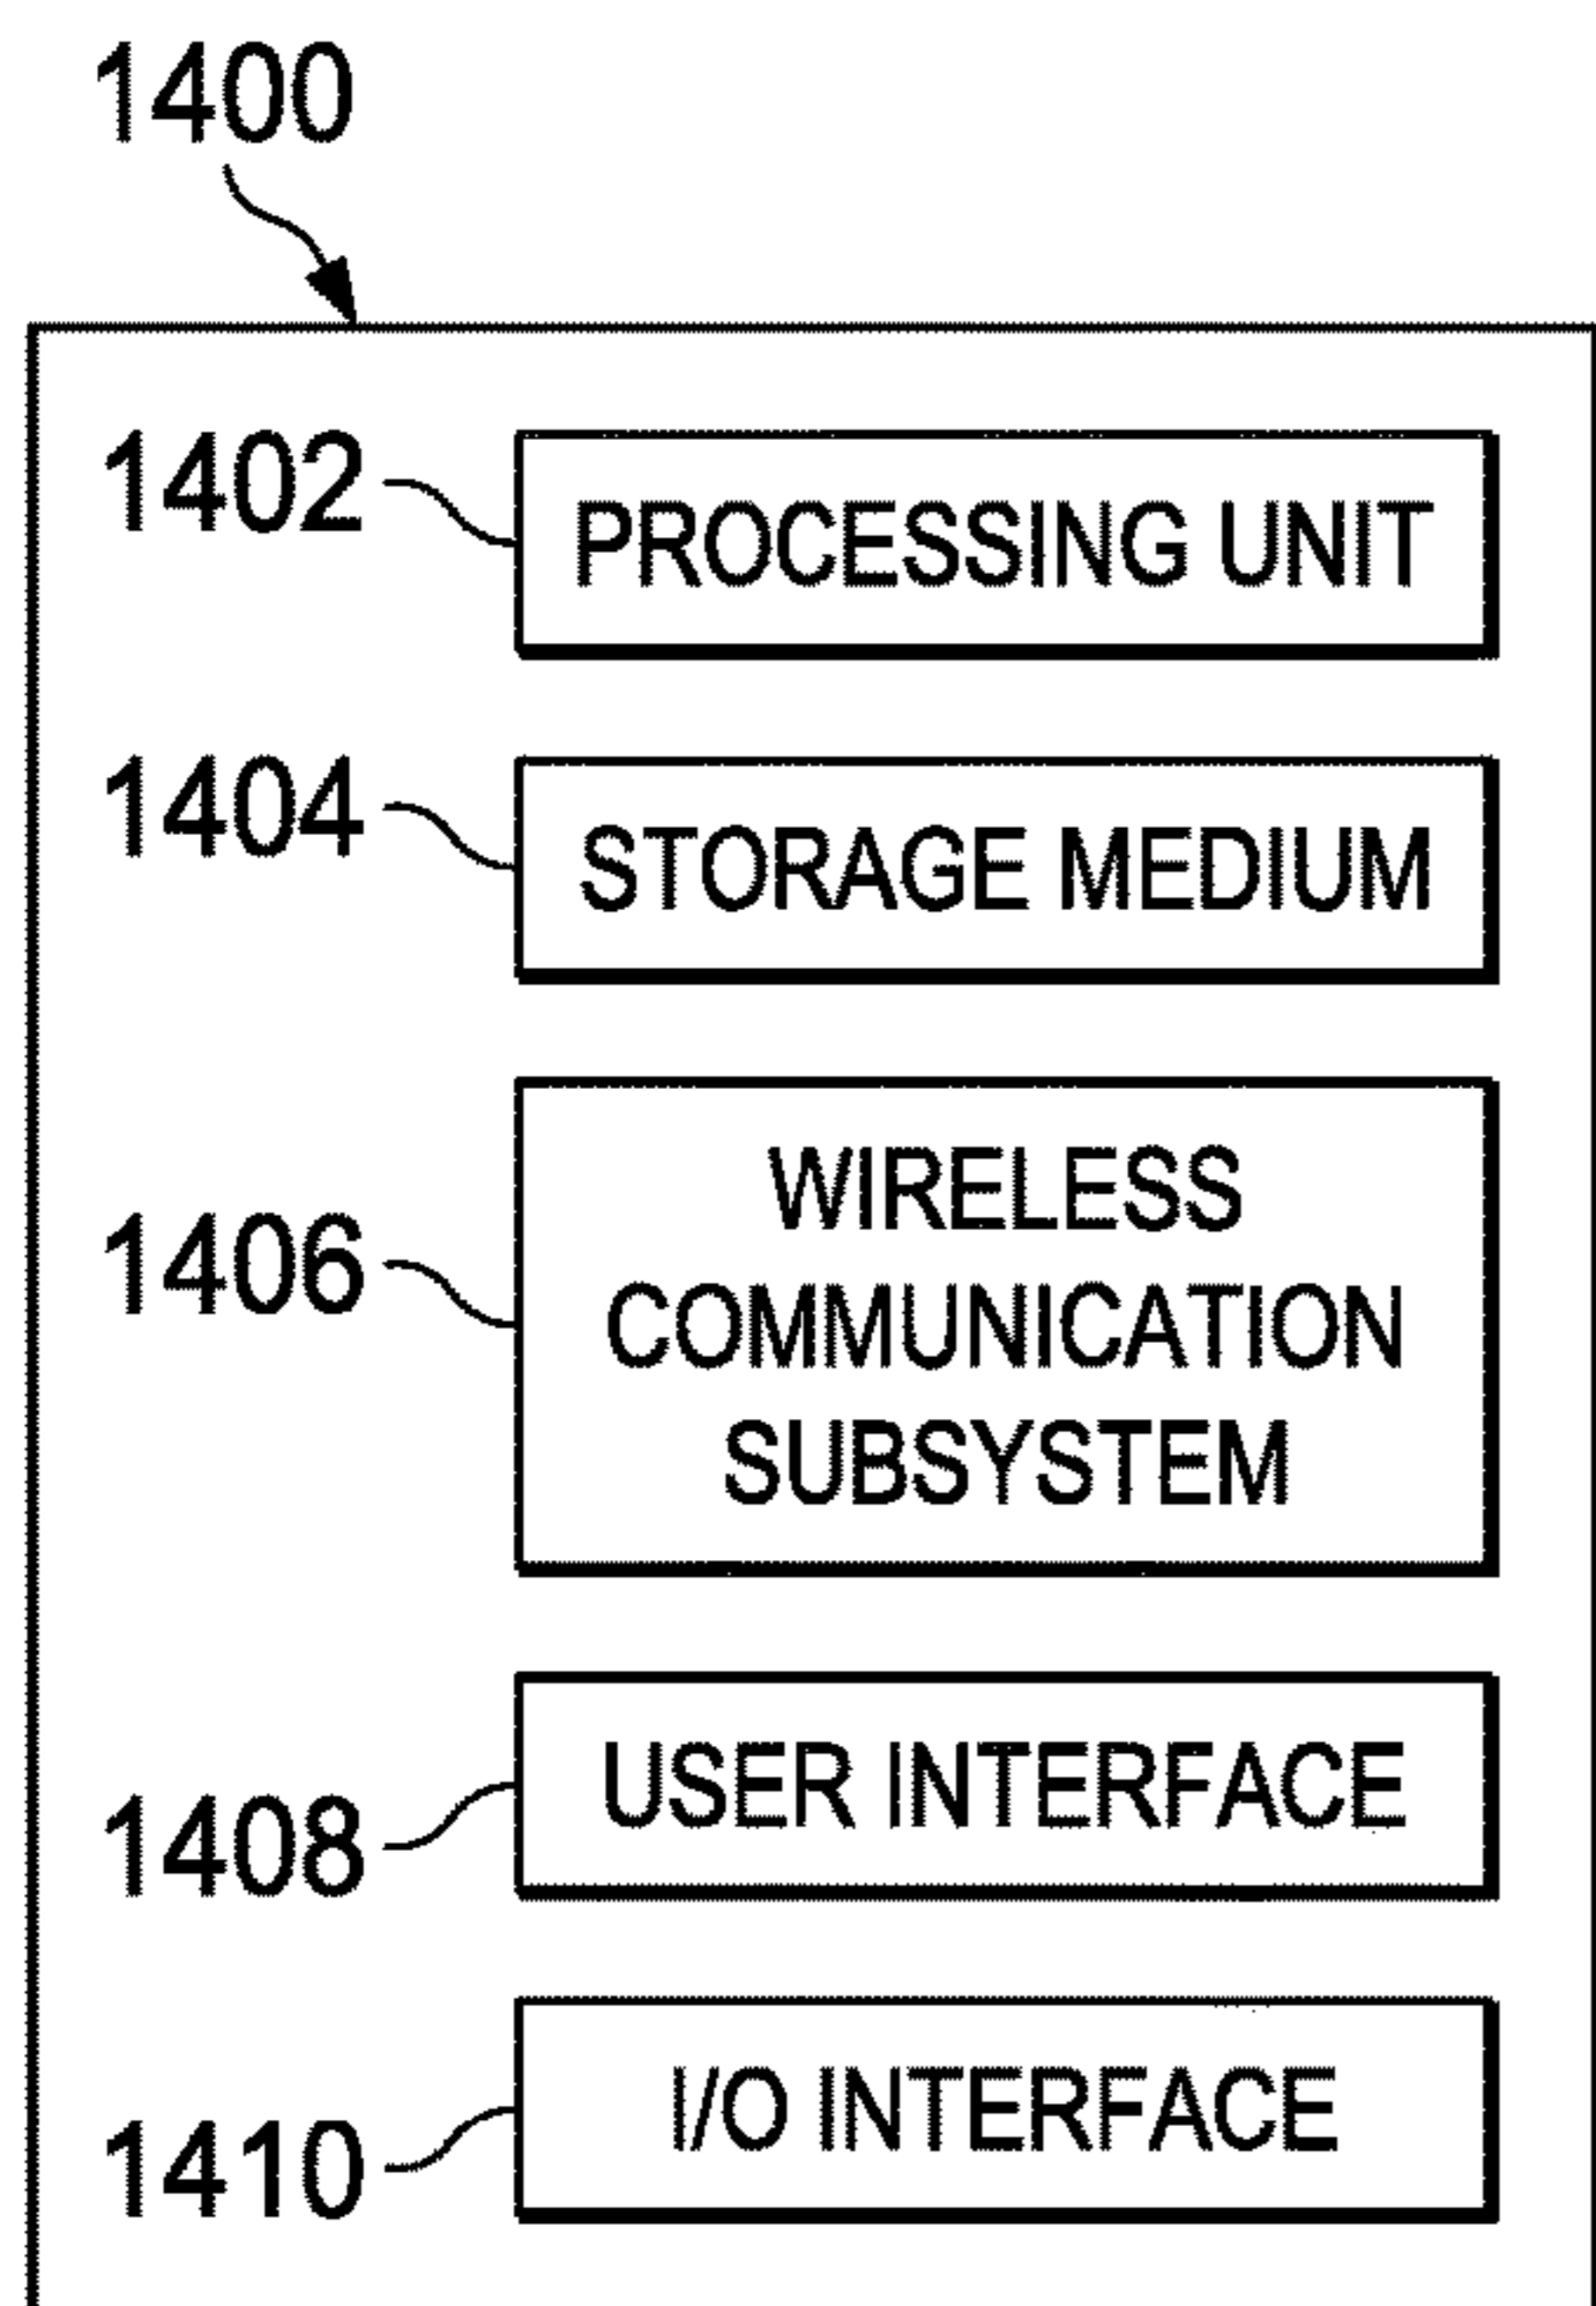 1400
1402
PROCESSING UNIT
1404
STORAGE MEDIUM
1406
WIRELESS
COMMUNICATION
SUBSYSTEM
1408
USER INTERFACE
1410
I/O INTERFACE